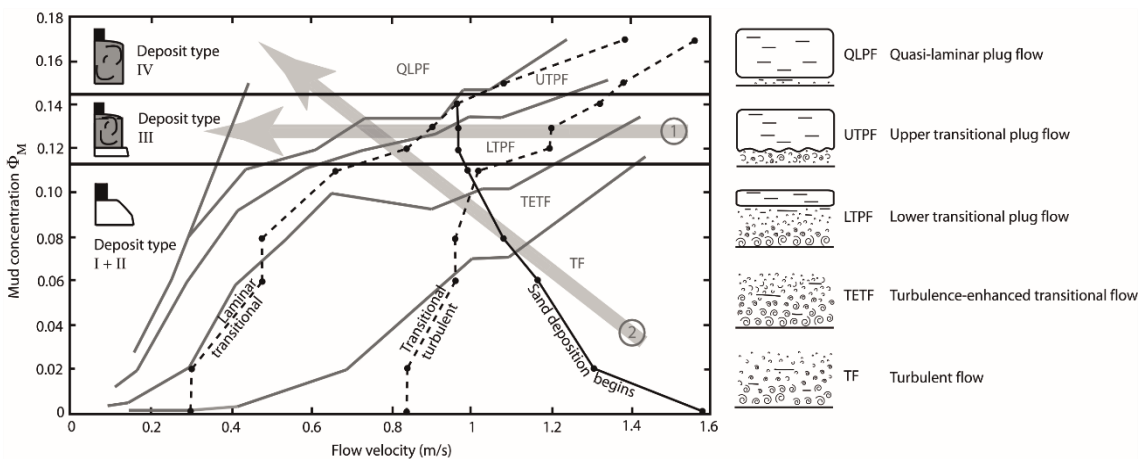 0.18
0.16
0.14
0.12
0.10
0.08
0.06
0.04
0.02
0
Mud concentration ΦM
Deposit type
IV
Deposit type
III
Deposit type
I + II
QLPF
UTPF
LTPF
TETF
TF
1
2
Laminar
transitional
Transitional
turbulent
Sand deposition begins
0
0.2
0.4
0.6
0.8
1.0
1.2
1.4
1.6
Flow velocity (m/s)
QLPF Quasi-laminar plug flow
UTPF Upper transitional plug flow
LTPF Lower transitional plug flow
TETF Turbulence-enhanced transitional flow
TF Turbulent flow